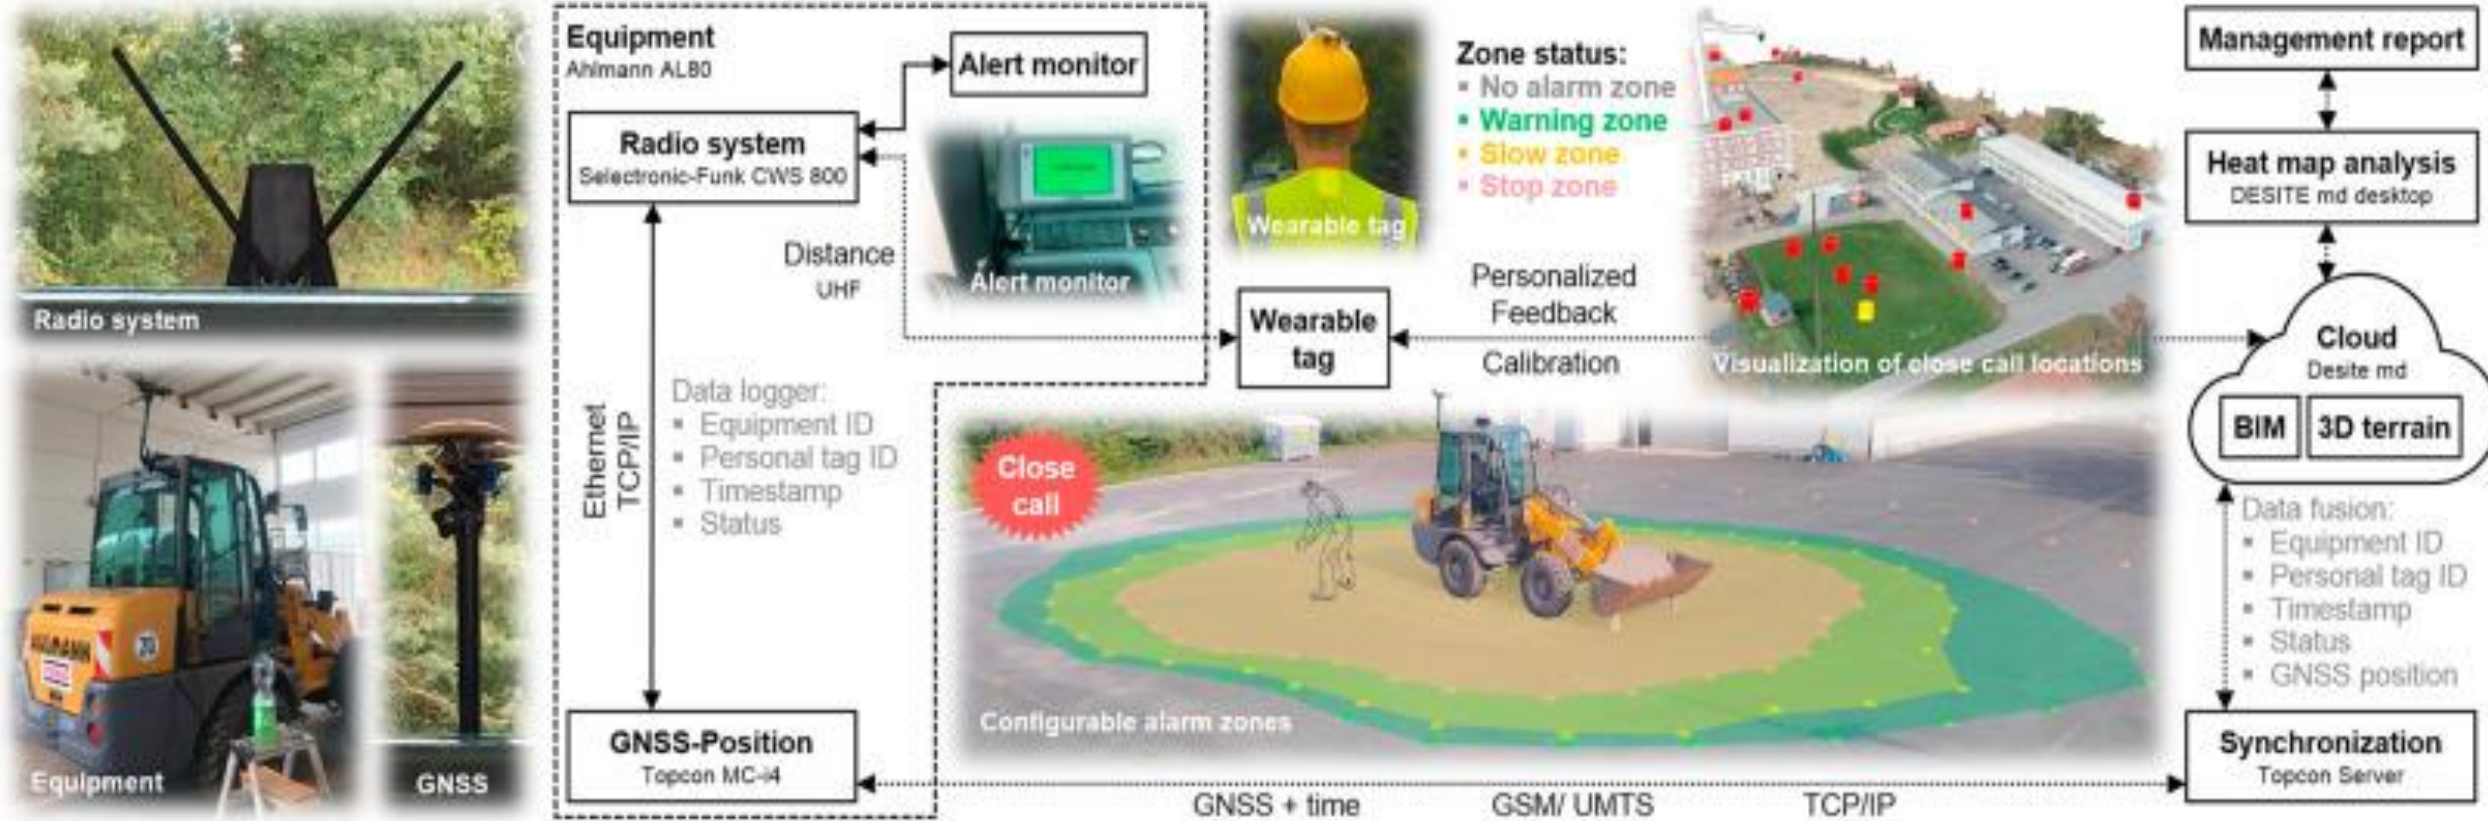 Radio system
Equipment
GNSS
Equipment
Ahlmann AL80
Alert monitor
Radio system
Selectronic-Funk CWS 800
Distance
UHF
Alert monitor
Ethernet
TCP/IP
Data logger:
▪ Equipment ID
▪ Personal tag ID
▪ Timestamp
▪ Status
GNSS-Position
Topcon MC-i4
Wearable tag
Zone status:
▪ No alarm zone
▪ Warning zone
▪ Slow zone
▪ Stop zone
Wearable
tag
Personalized
Feedback
Calibration
Visualization of close call locations
Close
call
Configurable alarm zones
GNSS + time
GSM/ UMTS
TCP/IP
Management report
Heat map analysis
DESITE md desktop
Cloud
Desite md
BIM
3D terrain
Data fusion:
▪ Equipment ID
▪ Personal tag ID
▪ Timestamp
▪ Status
▪ GNSS position
Synchronization
Topcon Server